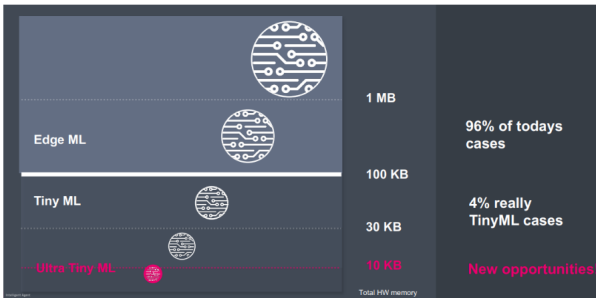 1 MB
Edge ML
96% of todays
cases
100 KB
Tiny ML
4% really
TinyML cases
30 KB
Ultra Tiny ML
10 KB
New opportunities
Total HW memory